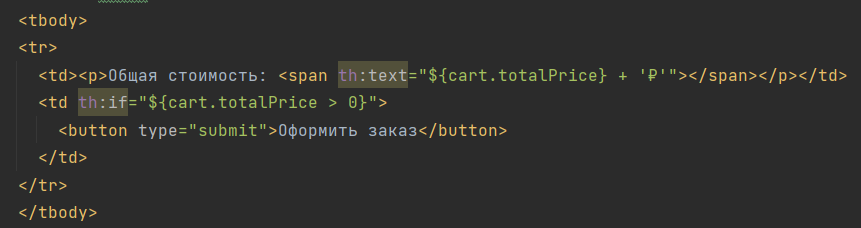 <tbody>
<tr>
<td><p>Общая стоимость: <span th:text="${cart.totalPrice} + '₽'"></span></p></td>
<td th:if="${cart.totalPrice > 0}">
<button type="submit">Оформить заказ</button>
</td>
</tr>
</tbody>